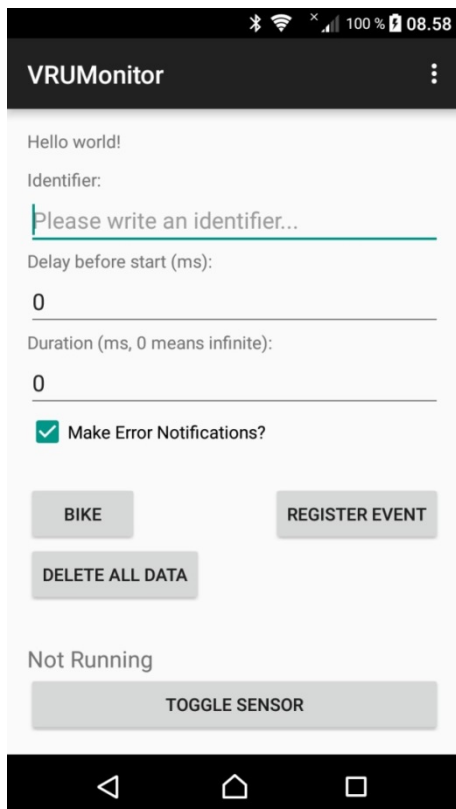 100 % 08.58
VRUMonitor
Hello world!
Identifier:
Please write an identifier...
Delay before start (ms):
0
Duration (ms, 0 means infinite):
0
Make Error Notifications?
BIKE REGISTER EVENT
DELETE ALL DATA
Not Running
TOGGLE SENSOR